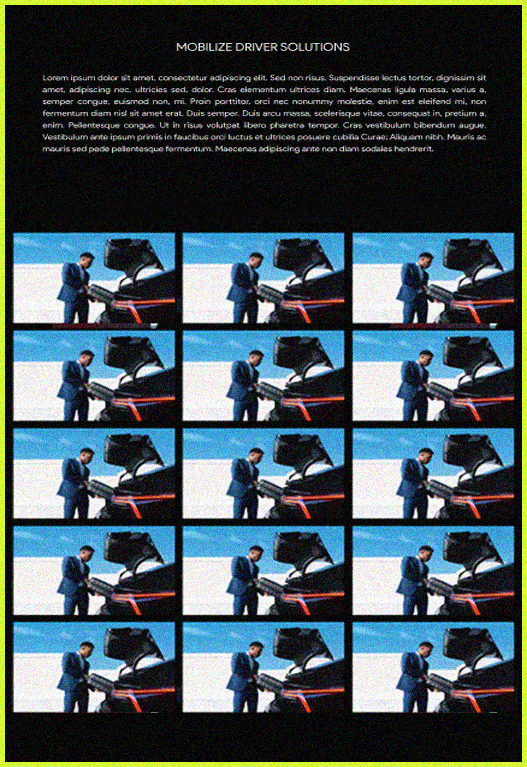 MOBILIZE DRIVER SOLUTIONS
Lorem ipsum dolor sit amet, consectetur adipiscing elit. Sed non risus. Suspendisse lectus tortor, dignissim sit
amet, adipiscing nec, ultricies sed, dolor. Cras elementum ultrices diam. Maecenas ligula massa, varius a,
semper congue, euismod non, mi. Proin porttitor, orci nec nonummy molestie, enim est eleifend mi, non
fermentum diam nisl sit amet erat. Duis semper. Duis arcu massa, scelerisque vitae, consequat in, pretium a,
enim. Pellentesque congue. Ut in risus volutpat libero pharetra tempor. Cras vestibulum bibendum augue.
Vestibulum ante ipsum primis in faucibus orci luctus et ultrices posuere cubilia Curae; Aliquam nibh. Mauris ac
mauris sed pede pellentesque fermentum. Maecenas adipiscing ante non diam sodales hendrerit.